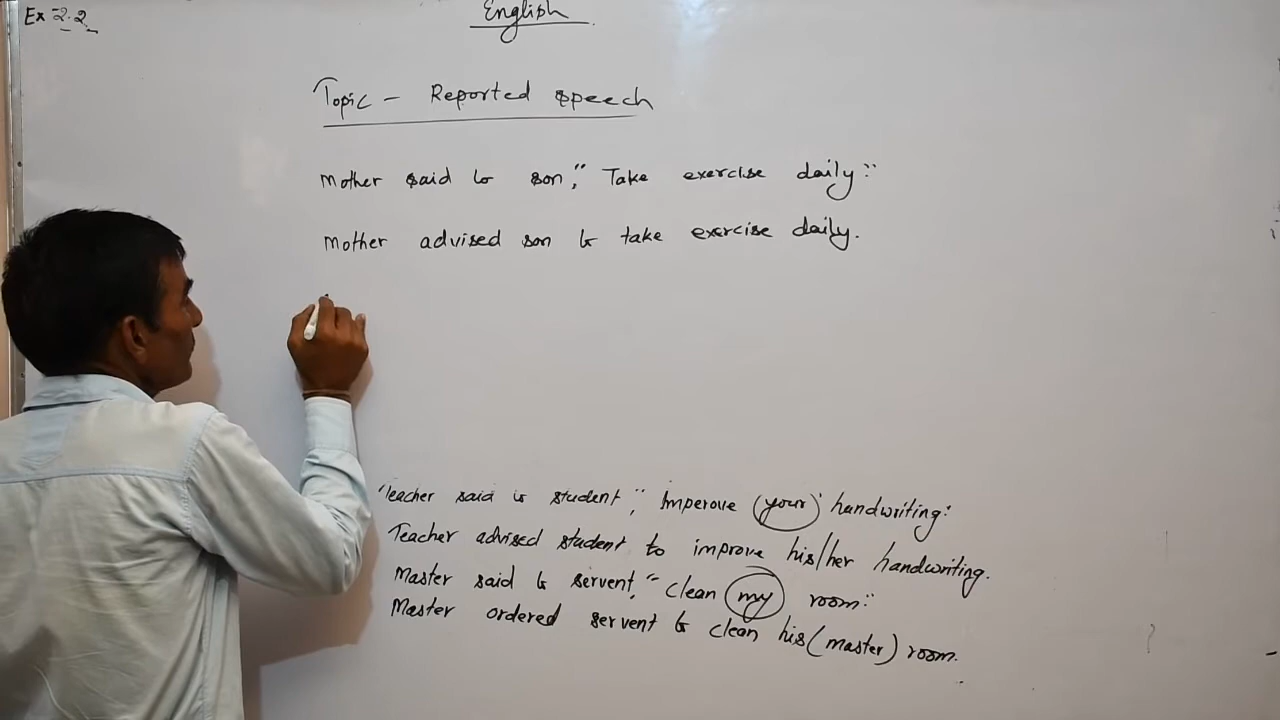 Ex -2.2
English
Topic - Reported speech
Mother said to son," Take exercise daily."
Mother advised son to take exercise daily.
Teacher said to student," Imperove your handwriting."
Teacher advised student to improve his/her handwriting.
Master said to servent," clean my room."
Master ordered servent to clean his (master) room.